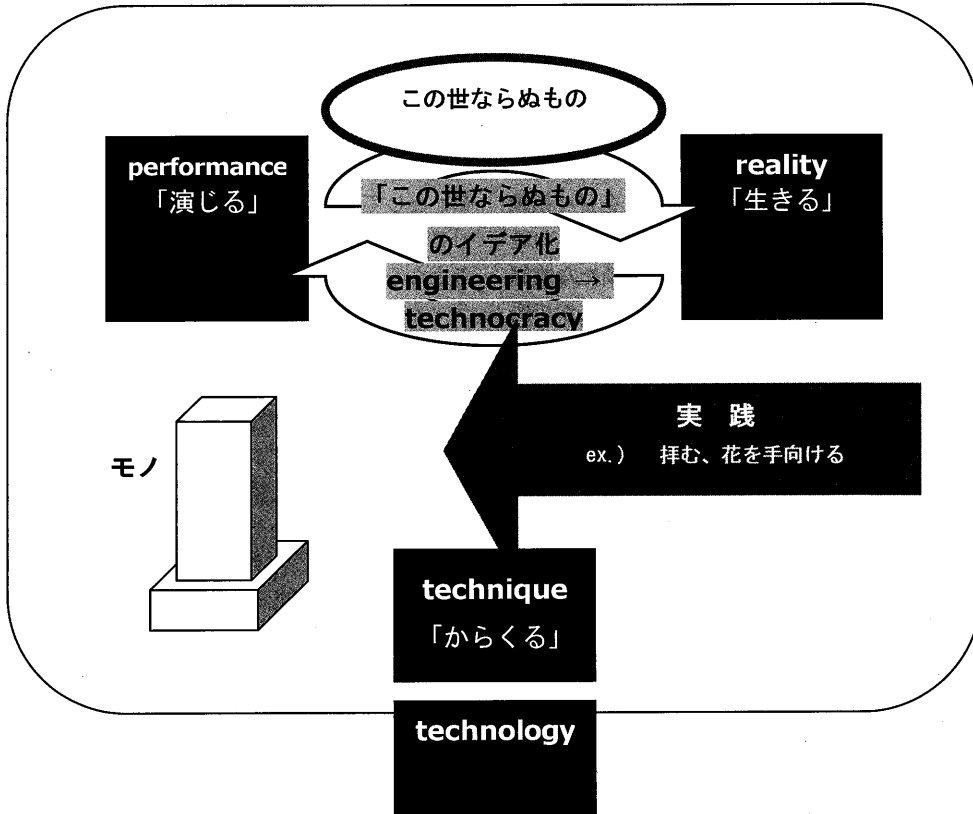 この世ならぬもの
performance
「演じる」
reality
「生きる」
「この世ならぬもの」
のイデア化
engineering →
technocracy
実 践
ex.) 拝む、花を手向ける
モノ
technique
「からくる」
technology